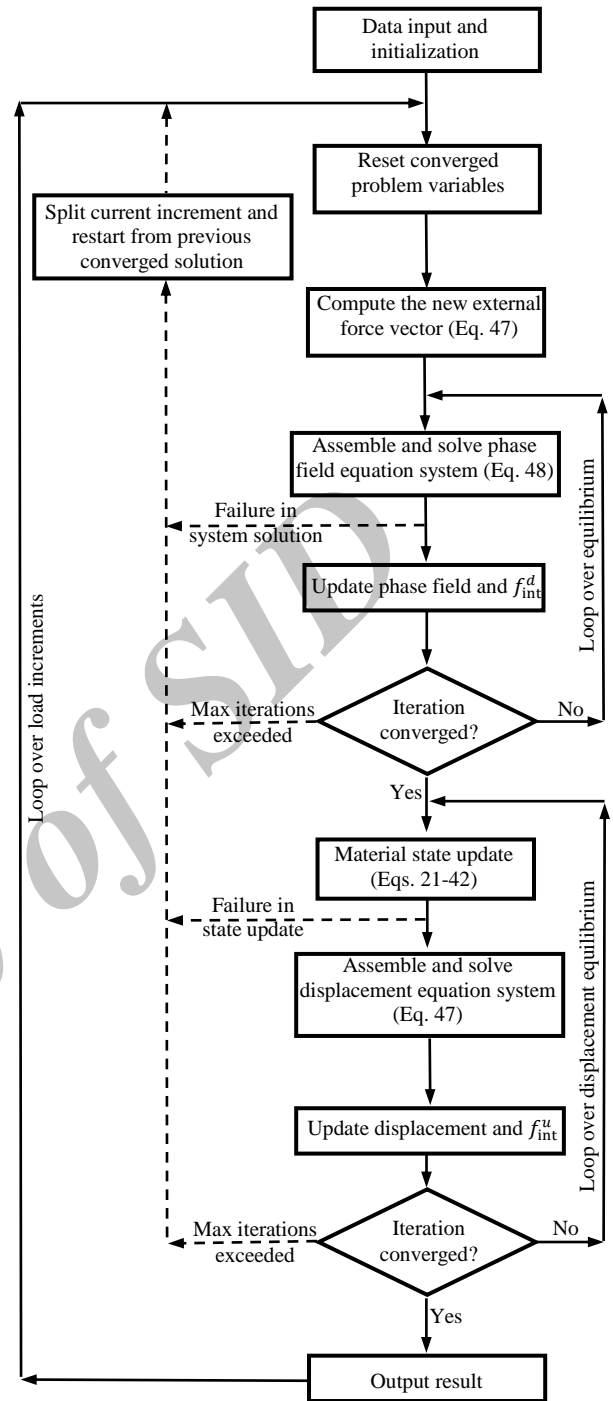 Data input and
initialization
Reset converged
problem variables
Split current increment and
restart from previous
converged solution
Compute the new external
force vector (Eq. 47)
Assemble and solve phase
field equation system (Eq. 48)
Failure in
system solution
Loop over equilibrium
Update phase field and f_int^d
Loop over load increments
Max iterations
exceeded
Iteration
converged?
No
Yes
Material state update
(Eqs. 21-42)
Failure in
state update
Assemble and solve
displacement equation system
(Eq. 47)
Loop over displacement equilibrium
Update displacement and f_int^u
Max iterations
exceeded
Iteration
converged?
No
Yes
Output result
of SID